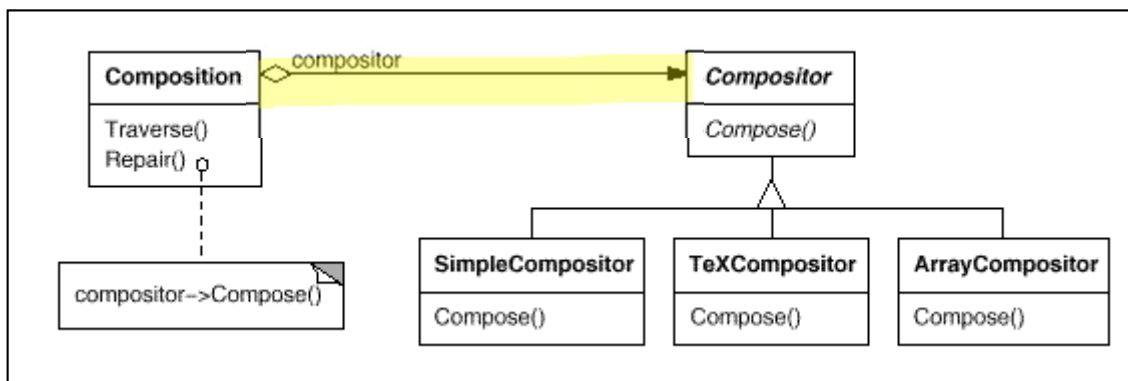 compositor
Composition
Compositor
Traverse()
Compose()
Repair()
SimpleCompositor
TeXCompositor
ArrayCompositor
compositor->Compose()
Compose()
Compose()
Compose()